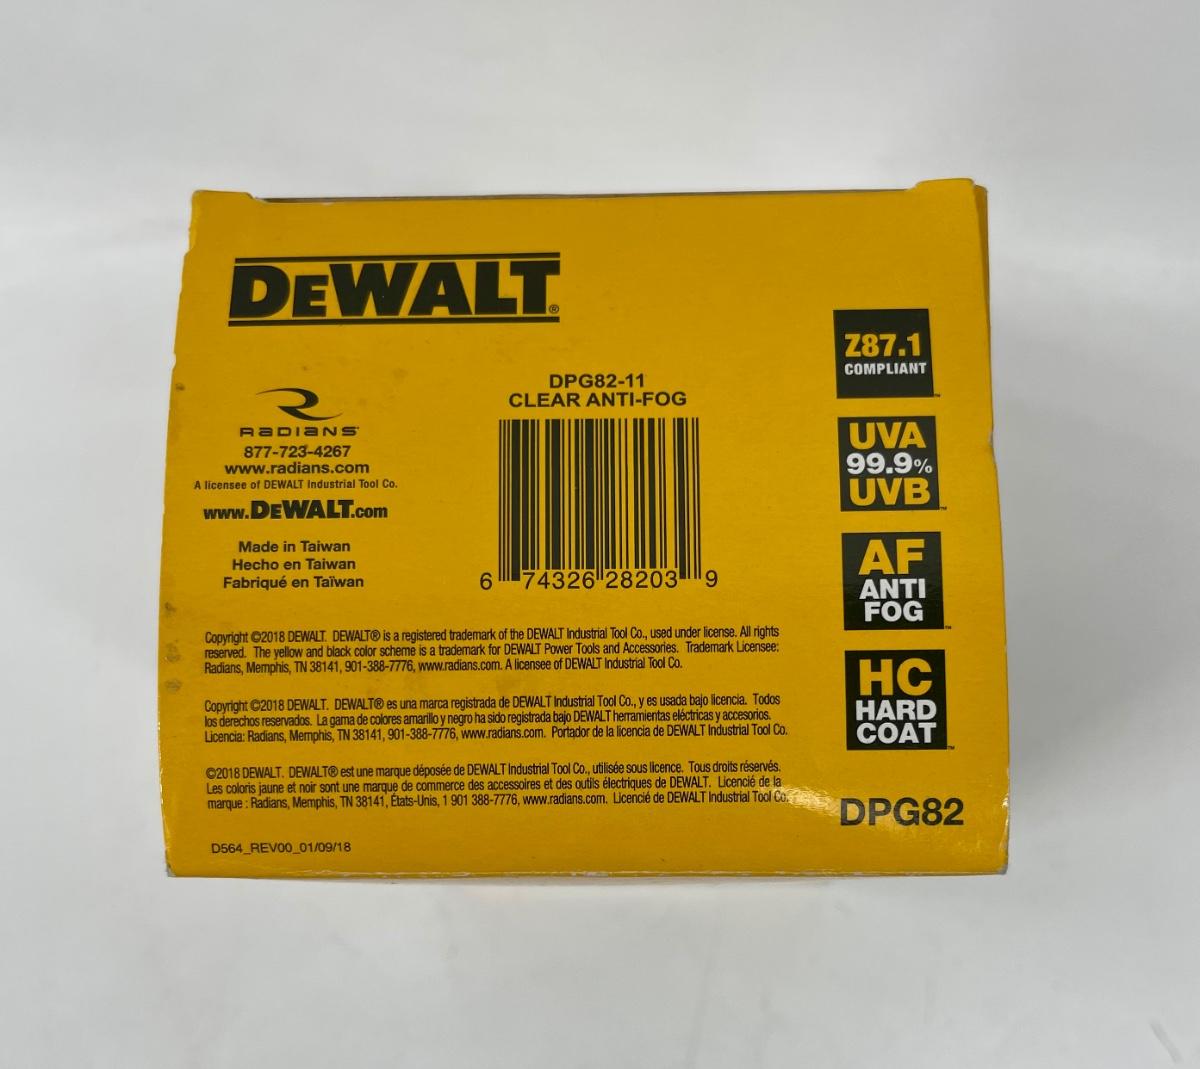 DEWALT®
RADIANS
877-723-4267
www.radians.com
A licensee of DEWALT Industrial Tool Co.
www.DEWALT.com
Made in Taiwan
Hecho en Taiwan
Fabriqué en Taïwan
DPG82-11
CLEAR ANTI-FOG
6 74326 28203 9
Z87.1
COMPLIANT™
UVA
99.9%
UVB™
AF
ANTI
FOG™
HC
HARD
COAT™
DPG82
Copyright ©2018 DEWALT. DEWALT® is a registered trademark of the DEWALT Industrial Tool Co., used under license. All rights
reserved. The yellow and black color scheme is a trademark for DEWALT Power Tools and Accessories. Trademark Licensee:
Radians, Memphis, TN 38141, 901-388-7776, www.radians.com. A licensee of DEWALT Industrial Tool Co.
Copyright ©2018 DEWALT. DEWALT® es una marca registrada de DEWALT Industrial Tool Co., y es usada bajo licencia. Todos
los derechos reservados. La gama de colores amarillo y negro ha sido registrada bajo DEWALT herramientas eléctricas y accesorios.
Licencia: Radians, Memphis, TN 38141, 901-388-7776, www.radians.com. Portador de la licencia de DEWALT Industrial Tool Co.
©2018 DEWALT. DEWALT® est une marque déposée de DEWALT Industrial Tool Co., utilisée sous licence. Tous droits réservés.
Les coloris jaune et noir sont une marque de commerce des accessoires et des outils électriques de DEWALT. Licencié de la
marque : Radians, Memphis, TN 38141, États-Unis, 1 901 388-7776, www.radians.com. Licencié de DEWALT Industrial Tool Co.
D564_REV00_01/09/18